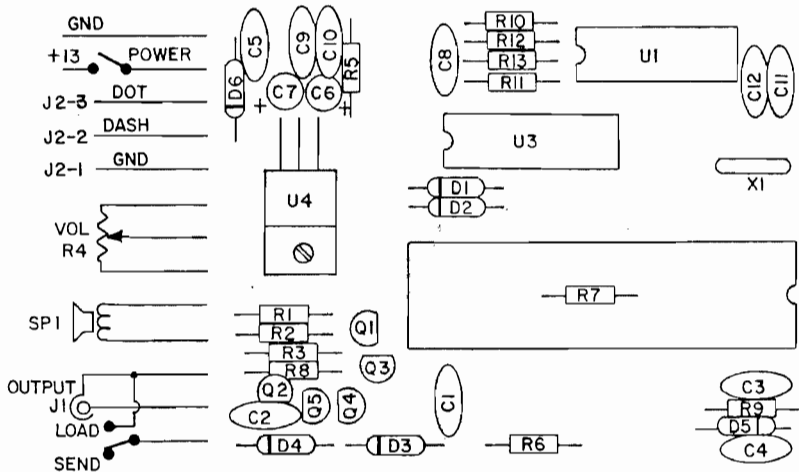 GND
+13 POWER
J2-3 DOT
J2-2 DASH
J2-1 GND
VOL
R4
SP1
OUTPUT
J1
LOAD
SEND
D6
C5
C9
C10
R5
+ C7 C6 +
U4
C8
R10
R12
R13
R11
U1
C12
C11
U3
X1
D1
D2
R7
R1
R2
R3
R8
Q1
Q3
Q2
C2
Q5
Q4
C1
D4
D3
R6
C3
R9
D5
C4